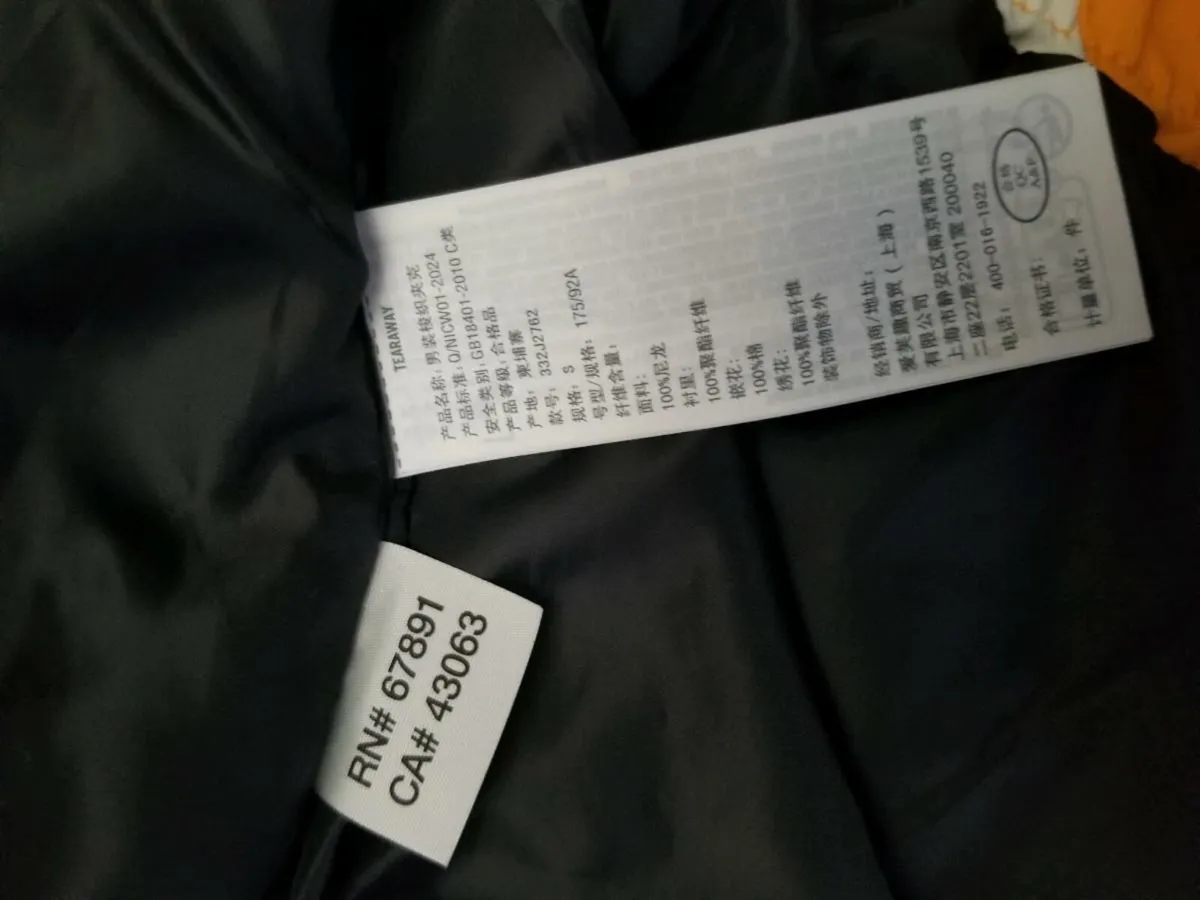 TEARAWAY
产品名称：男装梭织夹克
产品标准：Q/NICW01-2024
安全类别：GB18401-2010 C类
产品等级：合格品
产地： 柬埔寨
款号： 332J2762
规格： S
号型/规格： 175/92A
纤维含量：
面料：
100%尼龙
衬里：
100%聚酯纤维
嵌花：
100%棉
绣花：
100%聚酯纤维
装饰物除外
经销商/地址：
爱芙趣商贸（上海）
有限公司
上海市静安区南京西路1539号
二座22层2201室 200040
电话： 400-016-1922
合格证书：
合格
QC
A&F
计量单位：件
RN# 67891
CA# 43063